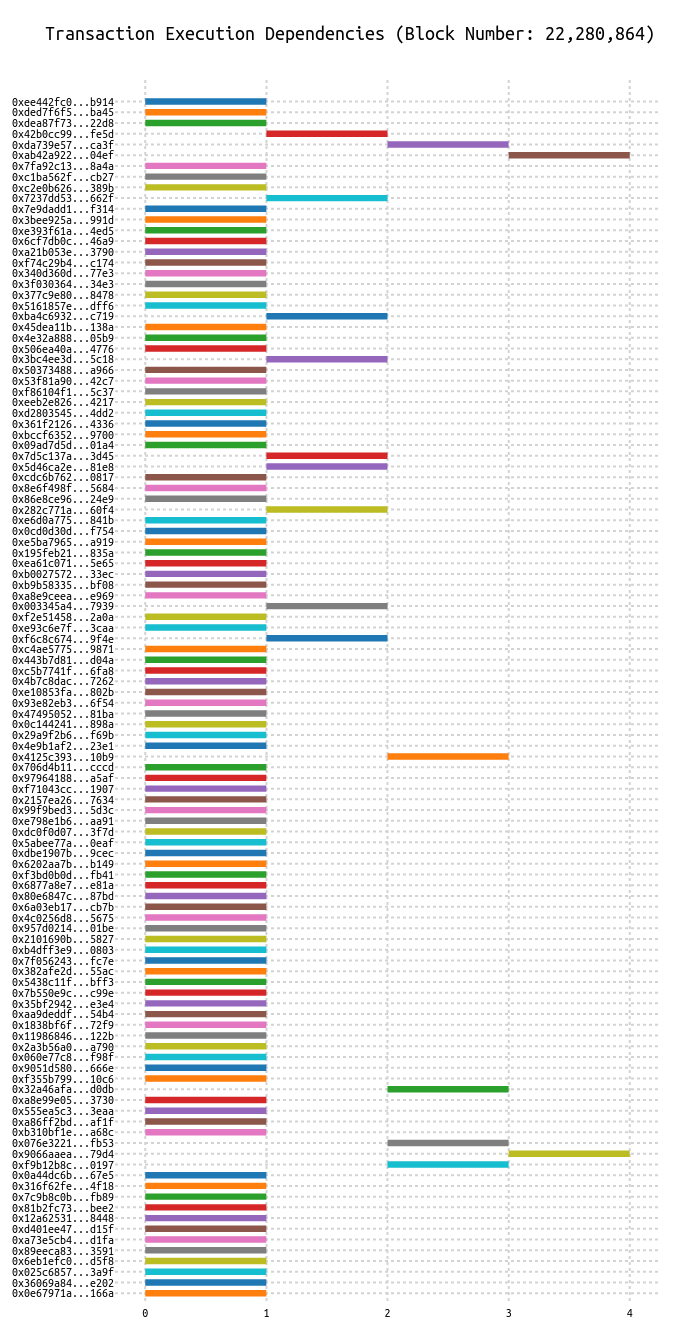 Transaction Execution Dependencies (Block Number: 22,280,864)
0xee442fc0...b914
0xded7f6f5...ba45
0xdea87f73...22d8
0x42b0cc99...fe5d
0xda739e57...ca3f
0xab42a922...04ef
0x7fa92c13...8a4a
0xc1ba562f...cb27
0xc2e0b626...389b
0x7237dd53...662f
0x7e9dadd1...f314
0x3bee925a...991d
0xe393f61a...4ed5
0x6cf7db0c...46a9
0xa21b053e...3790
0xf74c29b4...c174
0x340d360d...77e3
0x3f030364...34e3
0x377c9e80...8478
0x5161857e...dff6
0xba4c6932...c719
0x45dea11b...138a
0x4e32a888...05b9
0x506ea40a...4776
0x3bc4ee3d...5c18
0x50373488...a966
0x53f81a90...42c7
0xf86104f1...5c37
0xeeb2e826...4217
0xd2803545...4dd2
0x361f2126...4336
0xbccf6352...9700
0x09ad7d5d...01a4
0x7d5c137a...3d45
0x5d46ca2e...81e8
0xcdc6b762...0817
0x8e6f498f...5684
0x86e8ce96...24e9
0x282c771a...60f4
0xe6d0a775...841b
0x0cd0d30d...f754
0xe5ba7965...a919
0x195feb21...835a
0xea61c071...5e65
0xb0027572...33ec
0xb9b58335...bf08
0xa8e9ceea...e969
0x003345a4...7939
0xf2e51458...2a0a
0xe93c6e7f...3caa
0xf6c8c674...9f4e
0xc4ae5775...9871
0x443b7d81...d04a
0xc5b7741f...6fa8
0x4b7c8dac...7262
0xe10853fa...802b
0x93e82eb3...6f54
0x47495052...81ba
0x0c144241...898a
0x29a9f2b6...f69b
0x4e9b1af2...23e1
0x4125c393...10b9
0x706d4b11...cccd
0x97964188...a5af
0xf71043cc...1907
0x2157ea26...7634
0x99f9bed3...5d3c
0xe798e1b6...aa91
0xdc0f0d07...3f7d
0x5abee77a...0eaf
0xdbe1907b...9cec
0x6202aa7b...b149
0xf3bd0b0d...fb41
0x6877a8e7...e81a
0x80e6847c...87bd
0x6a03eb17...cb7b
0x4c0256d8...5675
0x957d0214...01be
0x2101690b...5827
0xb4dff3e9...0803
0x7f056243...fc7e
0x382afe2d...55ac
0x5438c11f...bff3
0x7b550e9c...c99e
0x35bf2942...e3e4
0xaa9deddf...54b4
0x1838bf6f...72f9
0x11986846...122b
0x2a3b56a0...a790
0x060e77c8...f98f
0x9051d580...666e
0xf355b799...10c6
0x32a46afa...d0db
0xa8e99e05...3730
0x555ea5c3...3eaa
0xa86ff2bd...af1f
0xb310bf1e...a68c
0x076e3221...fb53
0x9066aaea...79d4
0xf9b12b8c...0197
0x0a44dc6b...67e5
0x316f62fe...4f18
0x7c9b8c0b...fb89
0x81b2fc73...bee2
0x12a62531...8448
0xd401ee47...d15f
0xa73e5cb4...d1fa
0x89eeca83...3591
0x6eb1efc0...d5f8
0x025c6857...3a9f
0x36069a84...e202
0x0e67971a...166a
0 1 2 3 4